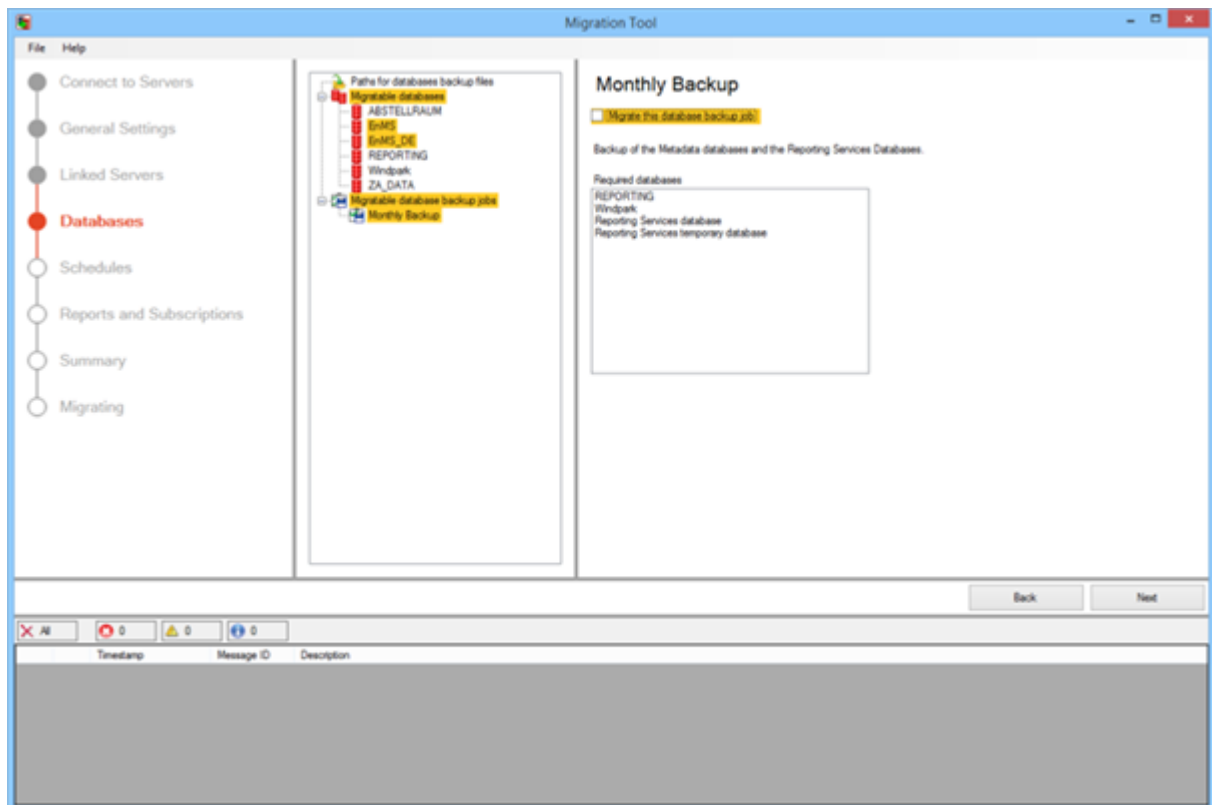 Migration Tool
File Help
Connect to Servers
General Settings
Linked Servers
Databases
Schedules
Reports and Subscriptions
Summary
Migrating
Paths for databases backup files
Migratable databases
ABSTELLRAUM
EnMS
EnMS_DE
REPORTING
Windpark
ZA_DATA
Migratable database backup jobs
Monthly Backup
Monthly Backup
Migrate this database backup job.
Backup of the Metadata databases and the Reporting Services Databases.
Required databases
REPORTING
Windpark
Reporting Services database
Reporting Services temporary database
Back Next
All 0 0 0
Timestamp Message ID Description